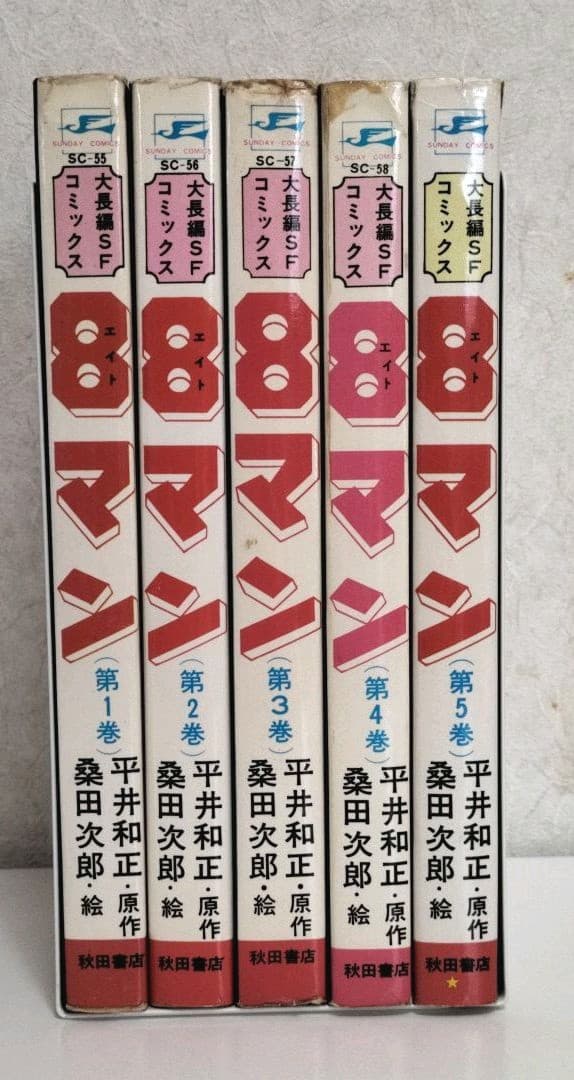 SUNDAY COMICS
SC-55
大長編SF
コミックス
8マン
エイト
(第1巻)
平井和正・原作
桑田次郎・絵
秋田書店
SUNDAY COMICS
SC-56
大長編SF
コミックス
8マン
エイト
(第2巻)
平井和正・原作
桑田次郎・絵
秋田書店
SUNDAY COMICS
SC-57
大長編SF
コミックス
8マン
(第3巻)
平井和正・原作
桑田次郎・絵
秋田書店
SUNDAY COMICS
SC-58
大長編SF
コミックス
8マン
エイト
(第4巻)
平井和正・原作
桑田次郎・絵
秋田書店
SUNDAY COMICS
大長編SF
コミックス
8マン
エイト
(第5巻)
平井和正・原作
桑田次郎・絵
秋田書店